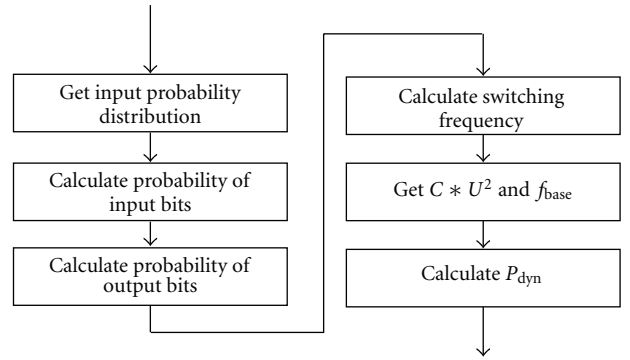 Get input probability
distribution
Calculate probability of
input bits
Calculate probability of
output bits
Calculate switching
frequency
Get C * U² and f_base
Calculate P_dyn